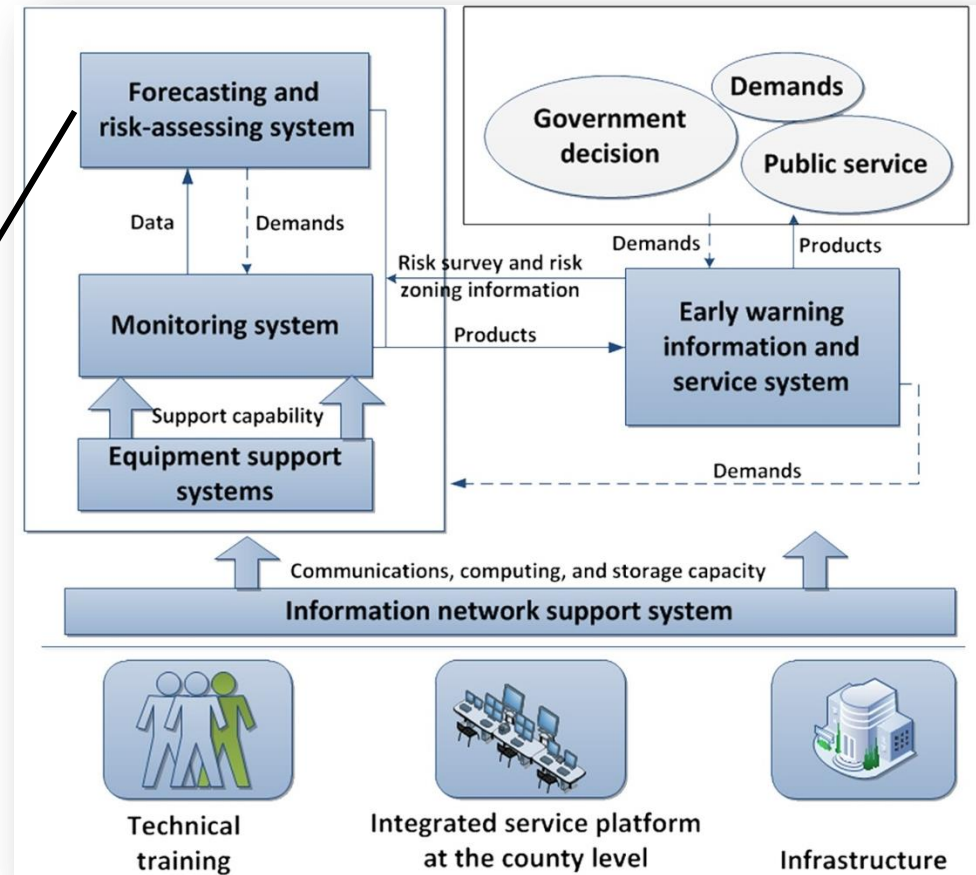 Forecasting and
risk-assessing system
Government
decision
Demands
Public service
Data
Demands
Demands
Products
Risk survey and risk
zoning information
Monitoring system
Products
Early warning
information and
service system
Support capability
Equipment support
systems
Demands
Communications, computing, and storage capacity
Information network support system
Technical
training
Integrated service platform
at the county level
Infrastructure